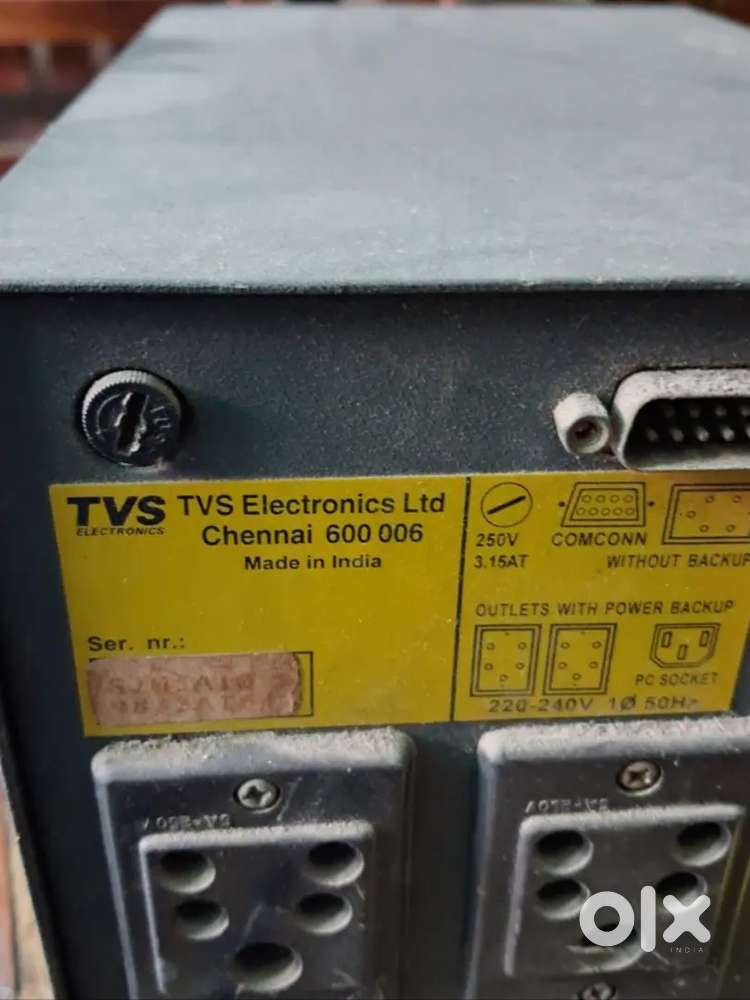 TVS TVS Electronics Ltd
ELECTRONICS
Chennai 600 006
Made in India
Ser. nr.:
250V COMCONN
3.15AT WITHOUT BACKUP
OUTLETS WITH POWER BACKUP
PC SOCKET
220-240V 1Ø 50Hz
olx
INDIA